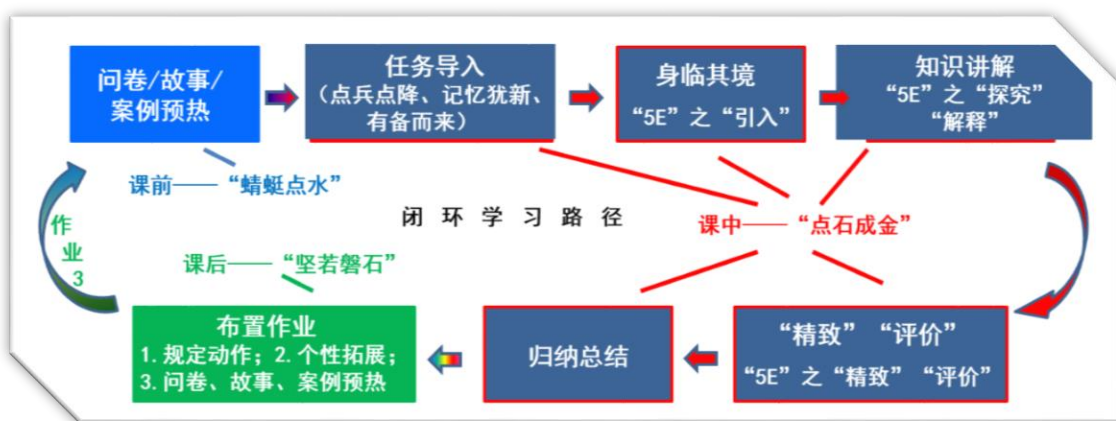 问卷/故事/
案例预热
任务导入
（点兵点降、记忆犹新、
有备而来）
身临其境
“5E”之“引入”
知识讲解
“5E”之“探究”
“解释”
课前——“蜻蜓点水”
闭环学习路径
课中——“点石成金”
作
业
3
课后——“坚若磐石”
布置作业
1.规定动作；2.个性拓展；
3.问卷、故事、案例预热
归纳总结
“精致”“评价”
“5E”之“精致”“评价”